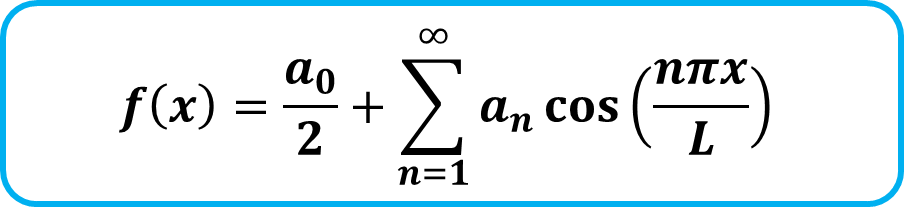 f(x) = a₀/2 + ∑_{n=1}^{∞} aₙ cos(nπx/L)